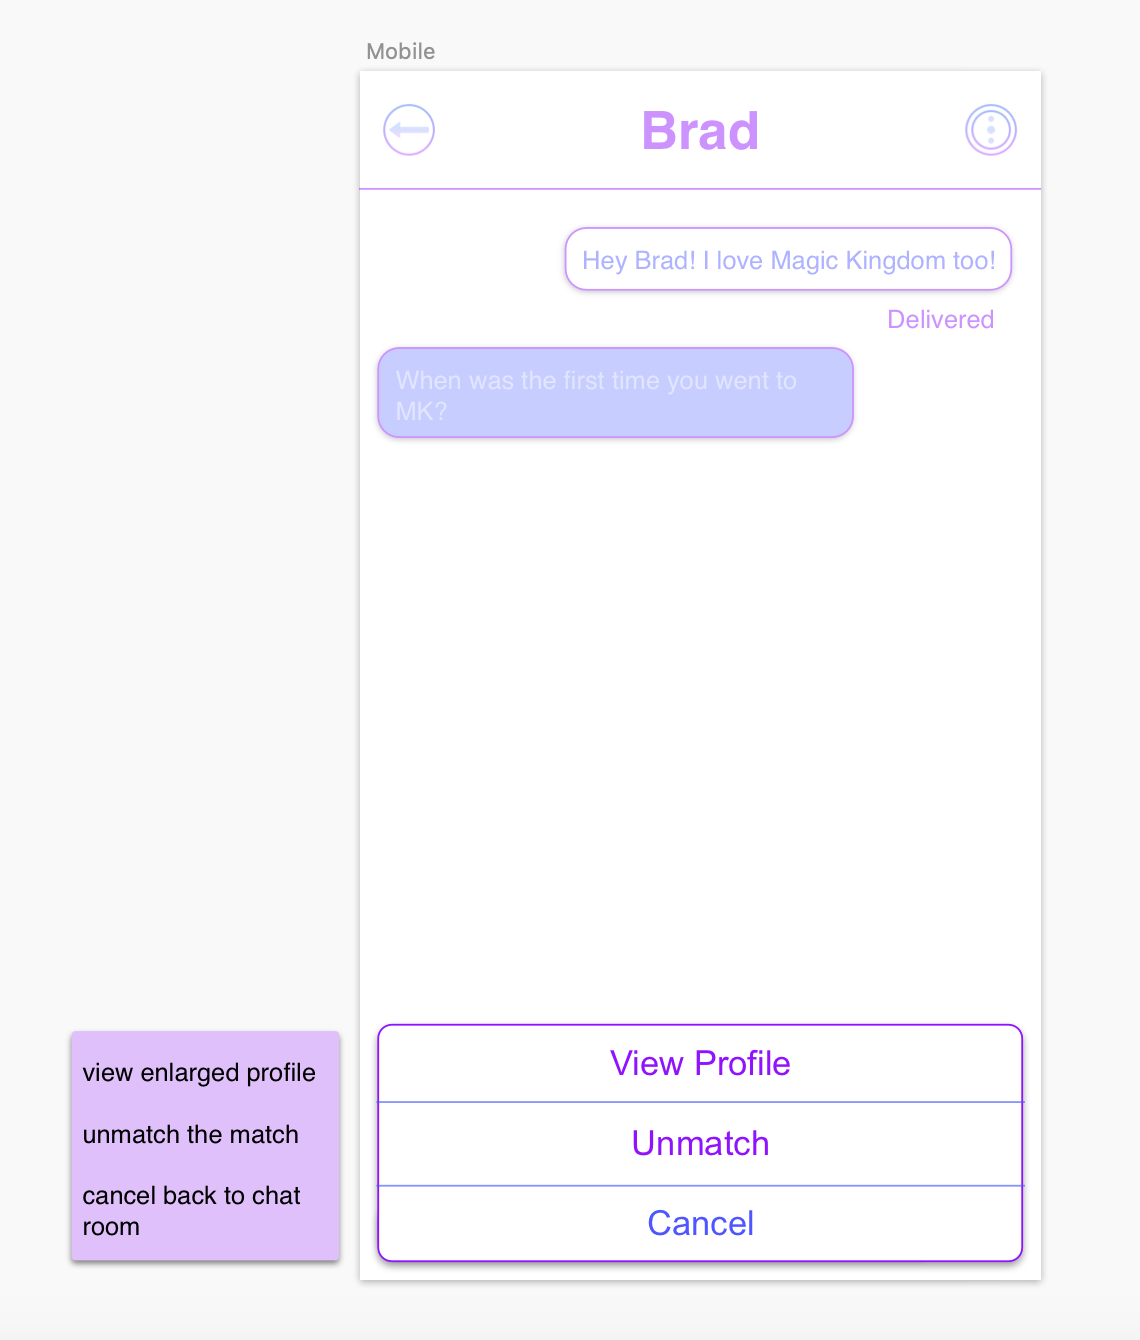 Mobile
Brad
Hey Brad! I love Magic Kingdom too!
Delivered
When was the first time you went to
MK?
view enlarged profile
unmatch the match
cancel back to chat
room
View Profile
Unmatch
Cancel